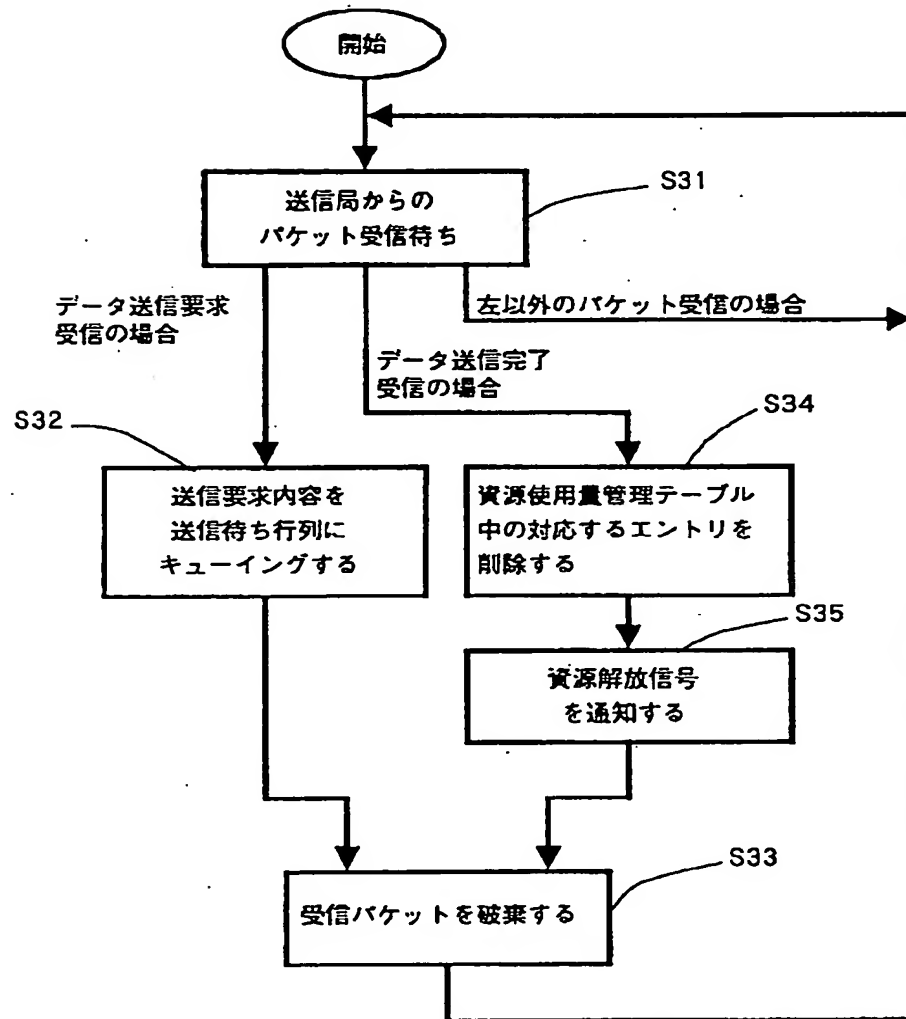 開始
S31
送信局からの
パケット受信待ち
データ送信要求
受信の場合
左以外のパケット受信の場合
データ送信完了
受信の場合
S32
S34
送信要求内容を
送信待ち行列に
キューイングする
資源使用量管理テーブル
中の対応するエントリを
削除する
S35
資源解放信号
を通知する
S33
受信パケットを破棄する